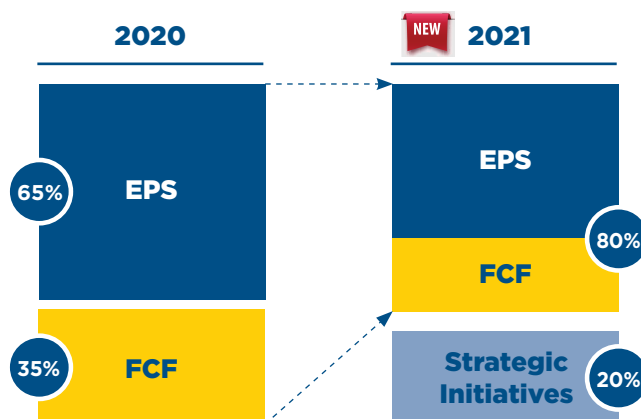 2020
NEW
2021
65%
EPS
35%
FCF
EPS
80%
FCF
Strategic
Initiatives
20%